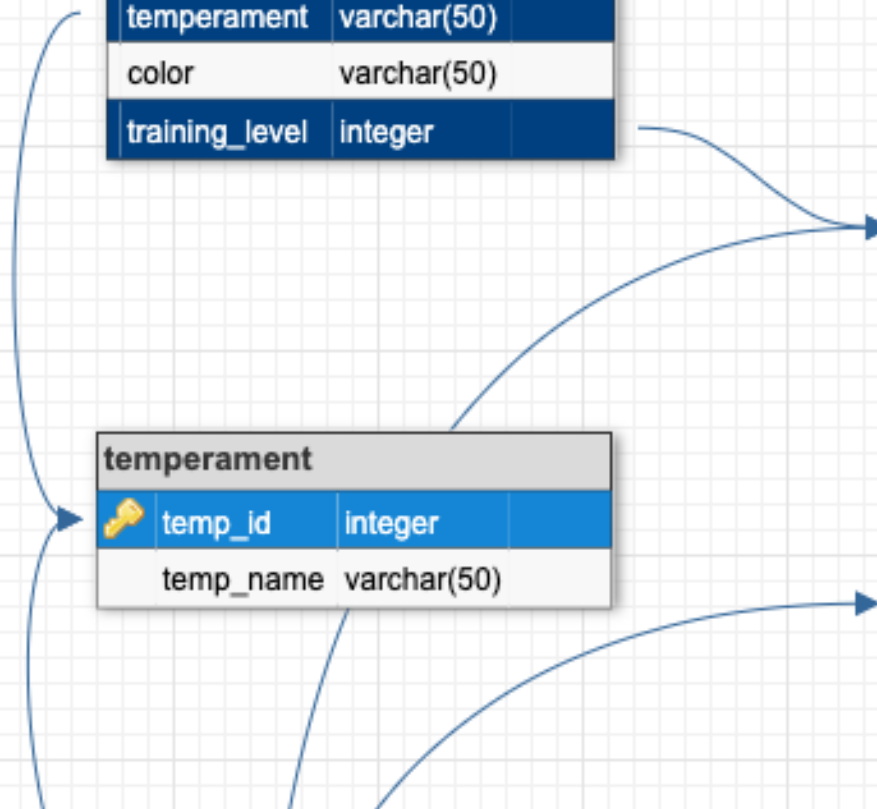 temperament varchar(50)
color varchar(50)
training_level integer
temperament
temp_id integer
temp_name varchar(50)